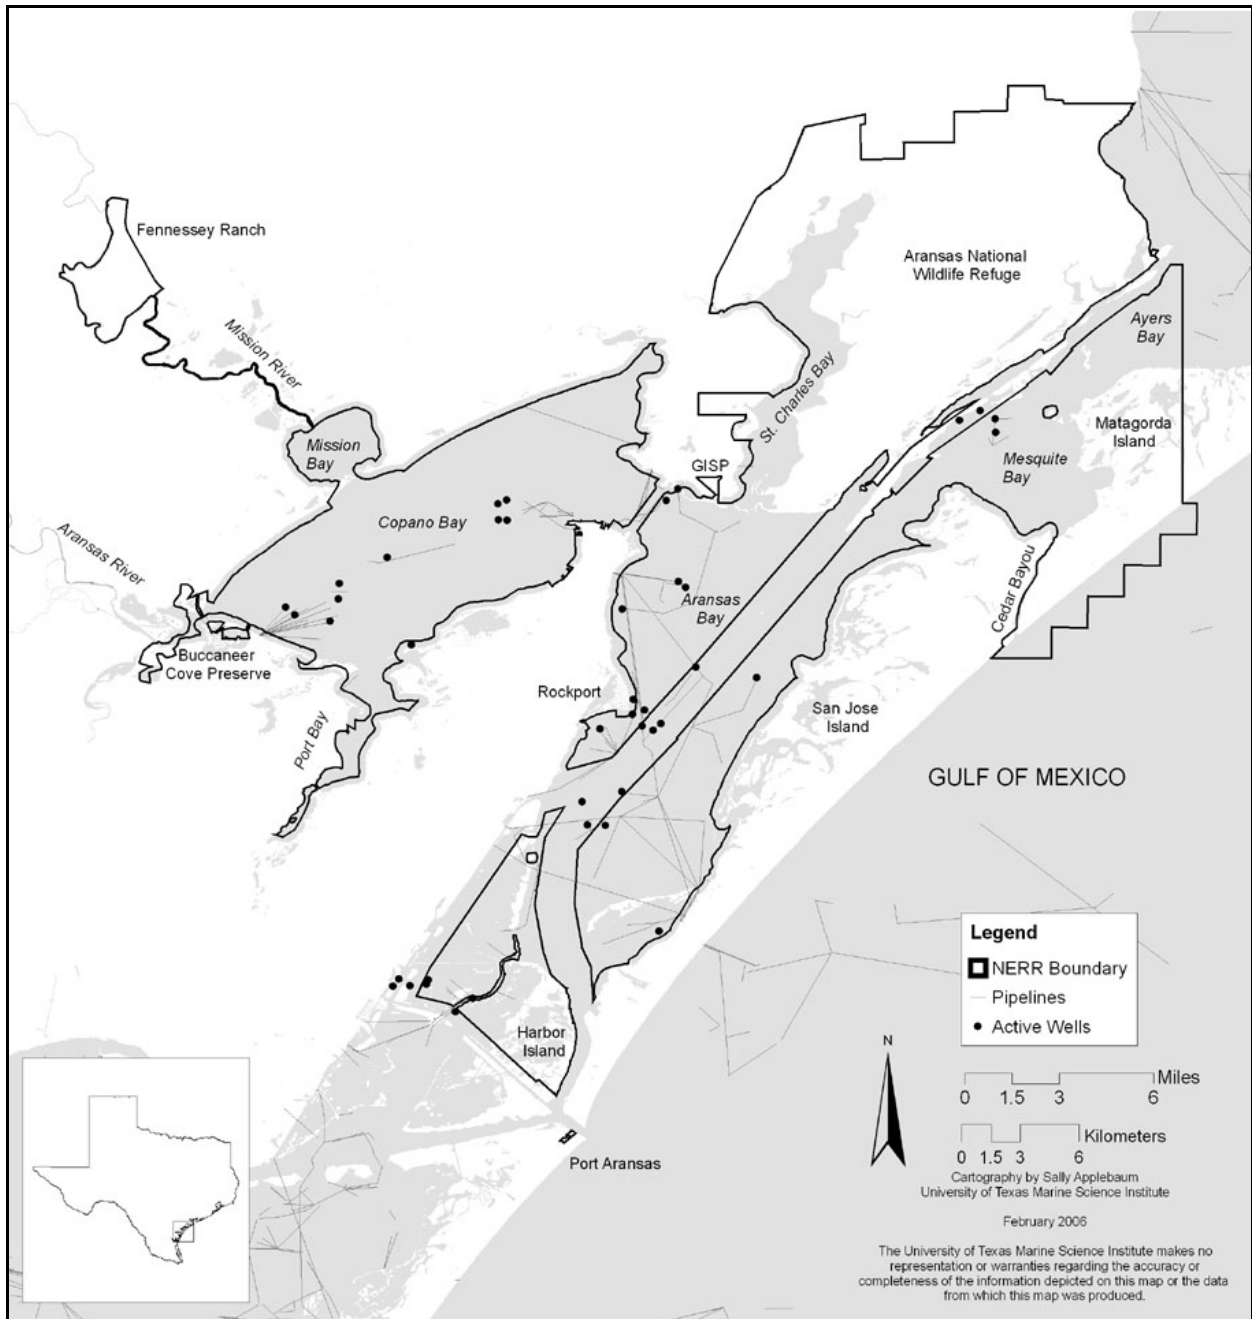 Fennessey Ranch
Aransas National
Wildlife Refuge
Ayers
Bay
Mission River
St. Charles Bay
Matagorda
Island
Mission
Bay
GISP
Mesquite
Bay
Copano Bay
Aransas River
Cedar Bayou
Aransas
Bay
Buccaneer
Cove Preserve
Rockport
San Jose
Island
Port Bay
GULF OF MEXICO
Legend
NERR Boundary
Pipelines
Active Wells
Harbor
Island
N
Miles
0 1.5 3 6
Kilometers
0 1.5 3 6
Port Aransas
Cartography by Sally Applebaum
University of Texas Marine Science Institute
February 2006
The University of Texas Marine Science Institute makes no
representation or warranties regarding the accuracy or
completeness of the information depicted on this map or the data
from which this map was produced.